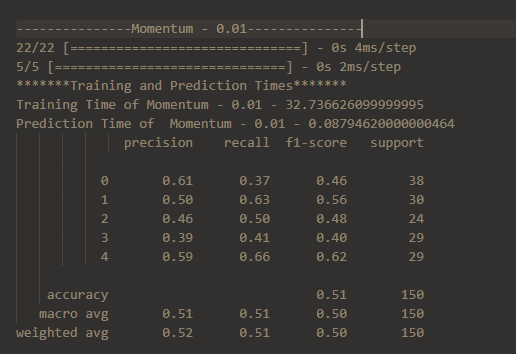 ---------------Momentum - 0.01---------------
22/22 [==============================] - 0s 4ms/step
5/5 [==============================] - 0s 2ms/step
*******Training and Prediction Times*******
Training Time of Momentum - 0.01 - 32.736626099999995
Prediction Time of  Momentum - 0.01 - 0.08794620000000464
precision    recall  f1-score   support
0       0.61      0.37      0.46        38
1       0.50      0.63      0.56        30
2       0.46      0.50      0.48        24
3       0.39      0.41      0.40        29
4       0.59      0.66      0.62        29
accuracy                           0.51       150
macro avg       0.51      0.51      0.50       150
weighted avg       0.52      0.51      0.50       150